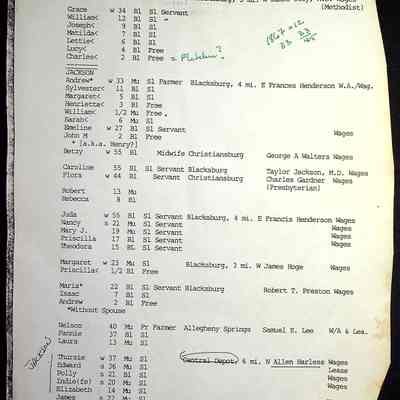 (Methodist)
Grace w 34 Bl Sl Servant
William< 12 Bl Sl
Joseph< 9 Bl Sl
Matilda< 7 Bl Sl
Lettie< 6 Bl Sl
Lucy< 4 Bl Free
Charles< 2 Bl Free = Fletcher?
JACKSON
Andrew* w 33 Mu Sl Farmer Blacksburg, 4 mi. E Frances Henderson W.A./Wag.
Sylvester< 11 Bl Sl
Margaret< 5 Bl Sl
Henrietta< 3 Bl Free
William< 1/2 Mu Free
Sarah< 6 Mu Sl
Emeline w 27 Bl Sl Servant Wages
John M 2 Bl Free
* [a.k.a. Henry?]
Betzy w 55 Bl Midwife Christiansburg George A Walters Wages
Caroline 55 Bl Sl Servant Blacksburg Taylor Jackson, M.D. Wages
Flora w 44 Bl Servant Christiansburg Charles Gardner Wages
(Presbyterian)
Robert 13 Mu
Rebecca 8 Bl
Juda w 55 Bl Sl Servant Blacksburg, 4 mi. E Francis Henderson Wages
Nancy s 21 Mu Sl Wages
Mary J. 19 Mu Sl Wages
Priscilla 17 Bl Sl Wages
Theodora 15 BL Sl Wages
Margaret w 23 Mu Sl Blacksburg, 3 mi. W James Hoge Wages
Priscilla< 1/2 Bl Free
Maria* 22 Bl Sl Servant Blacksburg Robert T. Preston Wages
Isaac 7 Bl Sl
Andrew 2 Bl Free
*Without Spouse
Nelson 40 Mu Pr Farmer Allegheny Springs Samuel E. Lee W/A & Lea.
Fannie 37 Bl Sl
Laura 13 Mu Sl
JACKSON
Thursie w 37 Mu Sl Central Depot, 4 mi. N Allen Harless Wages
Edward s 36 Mu Sl Lease
Polly s 21 Bl Sl Wages
Indie(fs) s 20 Mu Sl Wages
Elizabeth 14 Mu Sl Wages